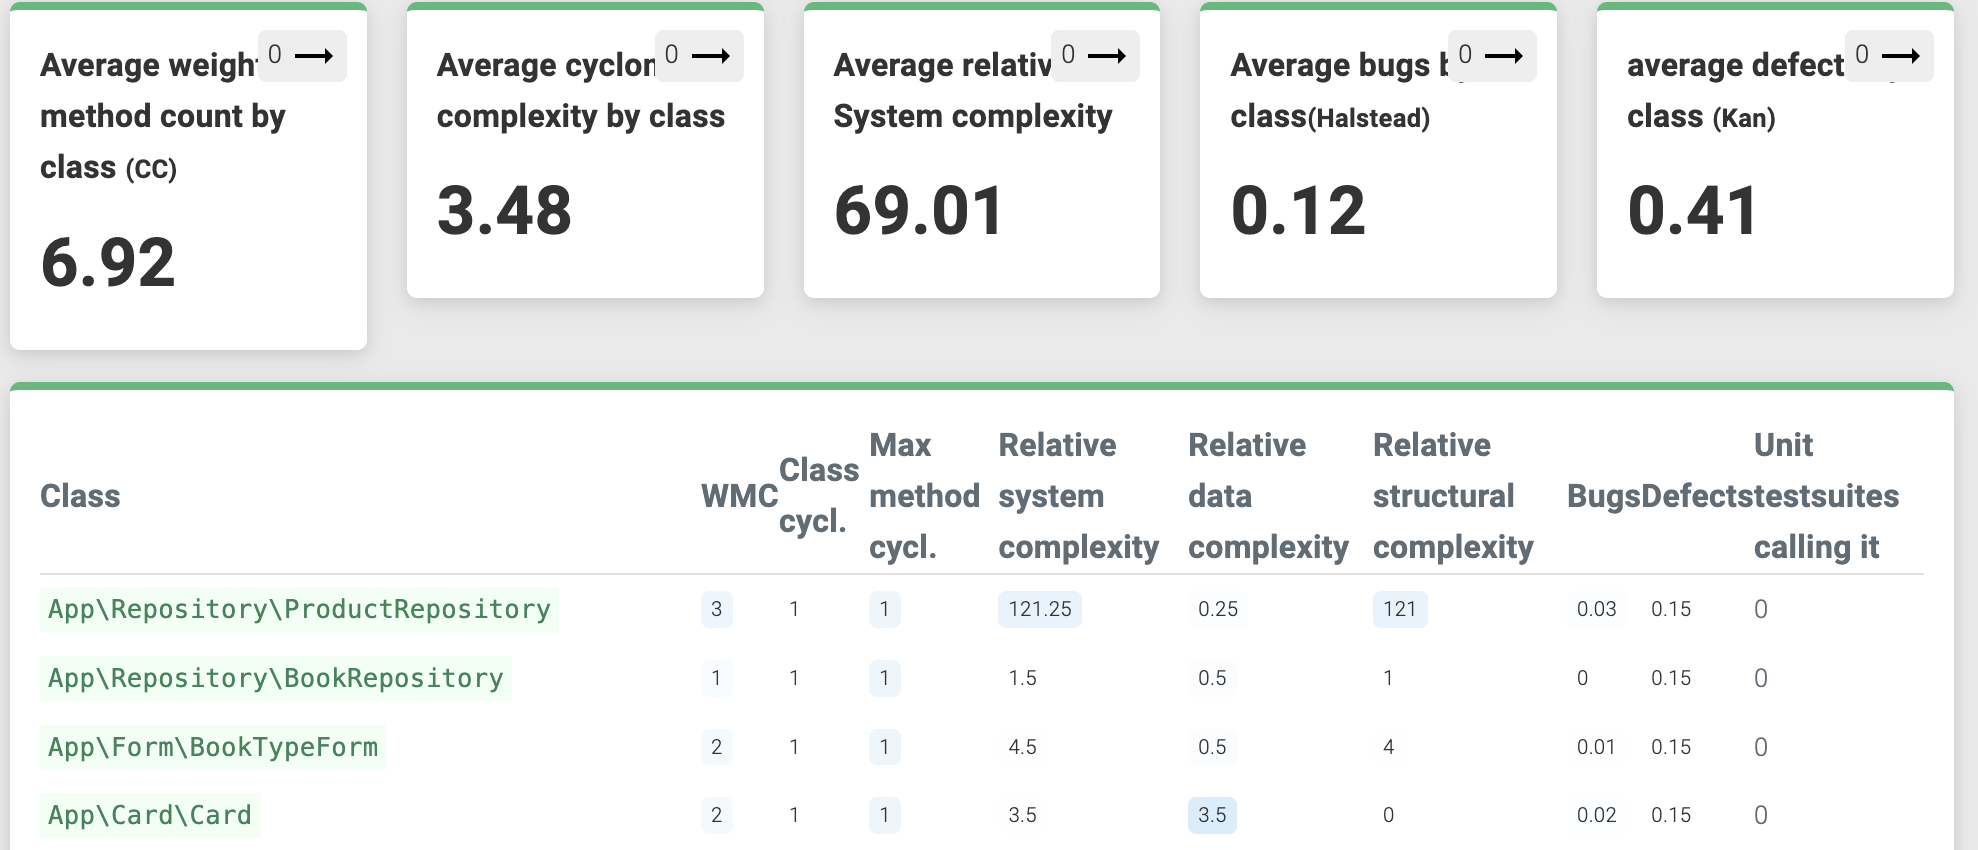 Average weight
0
method count by
class (CC)
6.92
Average cyclom
0
complexity by class
3.48
Average relativ
0
System complexity
69.01
Average bugs b
0
class(Halstead)
0.12
average defect
0
class (Kan)
0.41
Class
WMC
Class
cycl.
Max
method
cycl.
Relative
system
complexity
Relative
data
complexity
Relative
structural
complexity
Bugs
Defects
Unit
testsuites
calling it
App\Repository\ProductRepository 3 1 1 121.25 0.25 121 0.03 0.15 0
App\Repository\BookRepository 1 1 1 1.5 0.5 1 0 0.15 0
App\Form\BookTypeForm 2 1 1 4.5 0.5 4 0.01 0.15 0
App\Card\Card 2 1 1 3.5 3.5 0 0.02 0.15 0